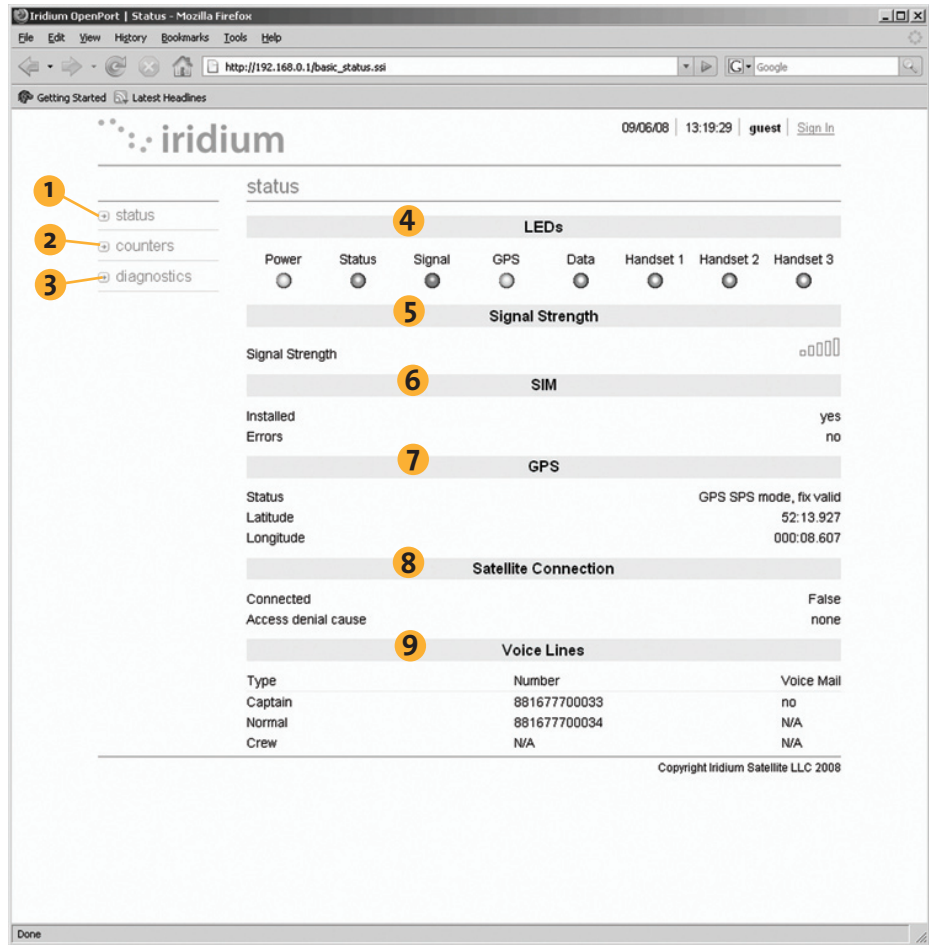 Iridium OpenPort | Status - Mozilla Firefox
File Edit View History Bookmarks Tools Help
http://192.168.0.1/basic_status.ssi
G Google
Getting Started Latest Headlines
iridium
09/06/08 13:19:29 guest Sign In
status
1
status
2
counters
3
diagnostics
4
LEDs
Power Status Signal GPS Data Handset 1 Handset 2 Handset 3
5
Signal Strength
Signal Strength
6
SIM
Installed yes
Errors no
7
GPS
Status GPS SPS mode, fix valid
Latitude 52:13.927
Longitude 000:08.607
8
Satellite Connection
Connected False
Access denial cause none
9
Voice Lines
Type Number Voice Mail
Captain 881677700033 no
Normal 881677700034 N/A
Crew N/A N/A
Copyright Iridium Satellite LLC 2008
Done